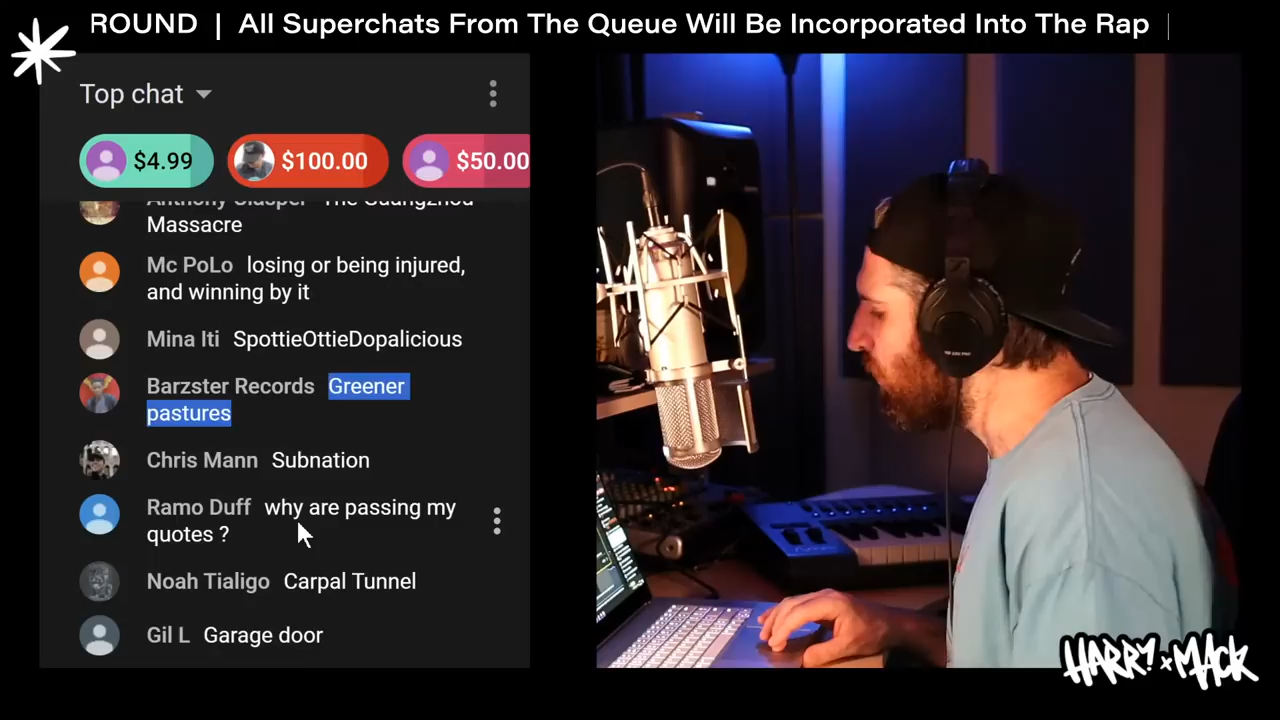 ROUND | All Superchats From The Queue Will Be Incorporated Into The Rap |
Top chat
$4.99 $100.00 $50.00
Massacre
Mc PoLo losing or being injured,
and winning by it
Mina Iti SpottieOttieDopalicious
Barzster Records Greener
pastures
Chris Mann Subnation
Ramo Duff why are passing my
quotes ?
Noah Tialigo Carpal Tunnel
Gil L Garage door
HARRY x MACK